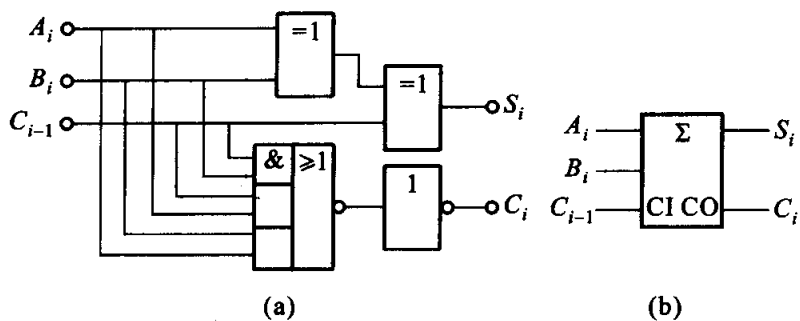 A_i
=1
B_i
=1
S_i
C_{i-1}
& ⩾1
1
C_i
(a)
A_i
Σ
S_i
B_i
C_{i-1}
CI CO
C_i
(b)